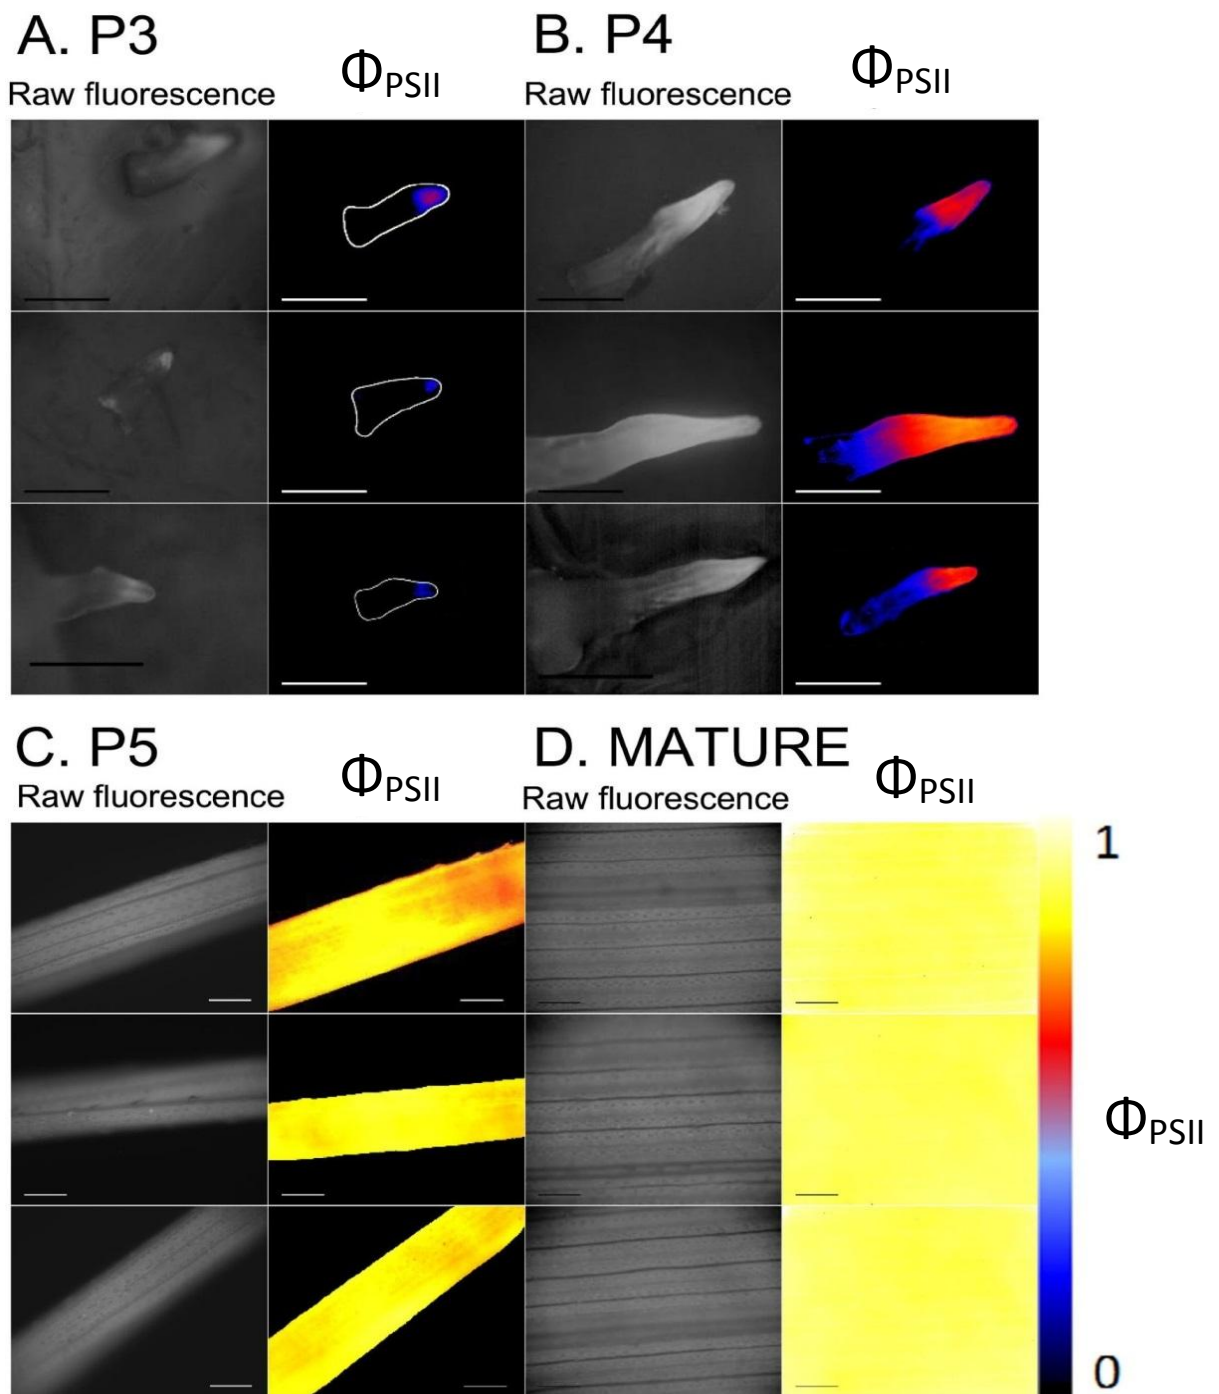 A. P3
Raw fluorescence
ΦPSII
B. P4
Raw fluorescence
ΦPSII
C. P5
Raw fluorescence
ΦPSII
D. MATURE
Raw fluorescence
ΦPSII
1
ΦPSII
0